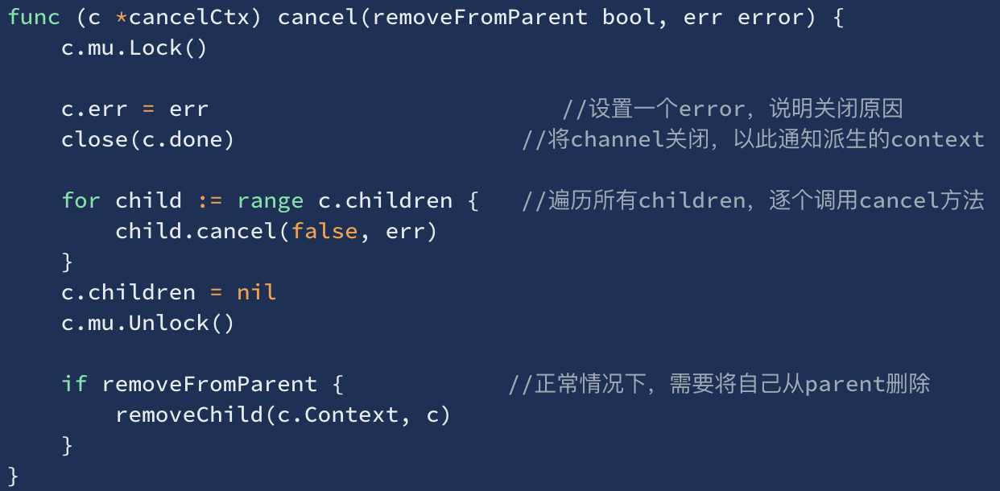 func (c *cancelCtx) cancel(removeFromParent bool, err error) {
    c.mu.Lock()

    c.err = err                          //设置一个error，说明关闭原因
    close(c.done)                     //将channel关闭，以此通知派生的context

    for child := range c.children {   //遍历所有children，逐个调用cancel方法
        child.cancel(false, err)
    }
    c.children = nil
    c.mu.Unlock()

    if removeFromParent {            //正常情况下，需要将自己从parent删除
        removeChild(c.Context, c)
    }
}